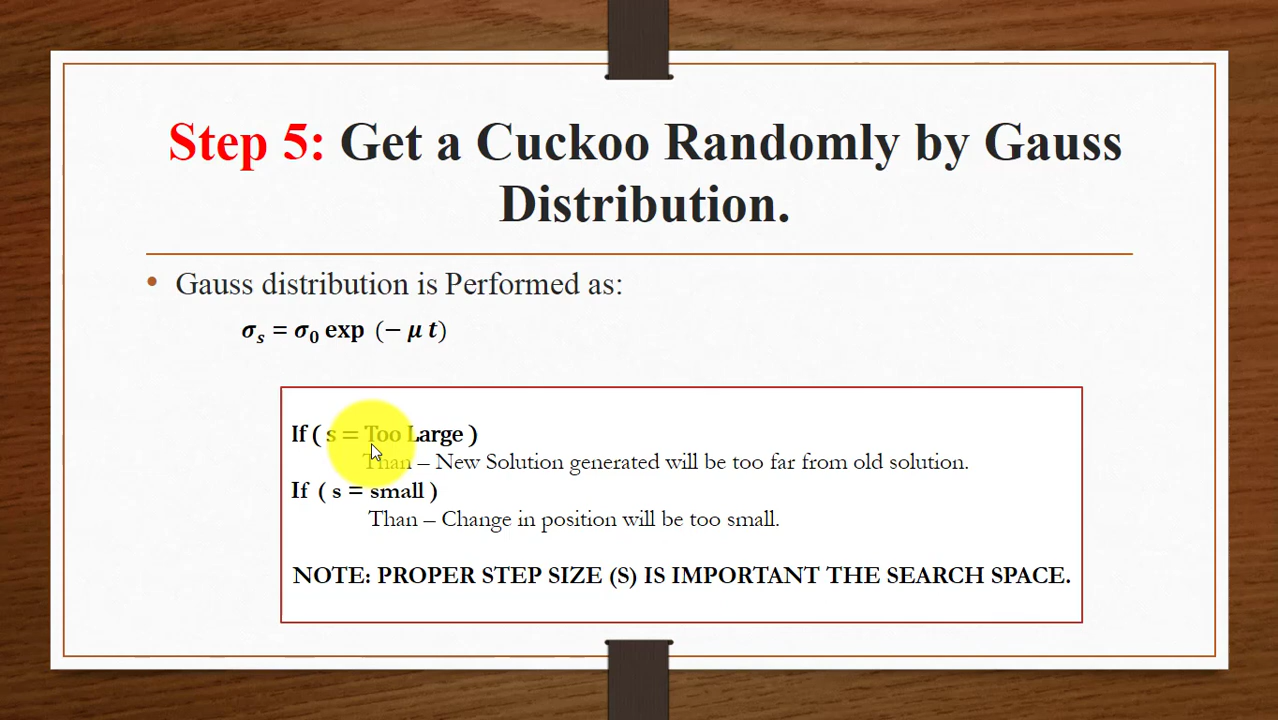 Step 5: Get a Cuckoo Randomly by Gauss
Distribution.
• Gauss distribution is Performed as:
σₛ = σ₀ exp (− μ t)
If ( s = Too Large )
Than – New Solution generated will be too far from old solution.
If ( s = small )
Than – Change in position will be too small.
NOTE: PROPER STEP SIZE (S) IS IMPORTANT THE SEARCH SPACE.